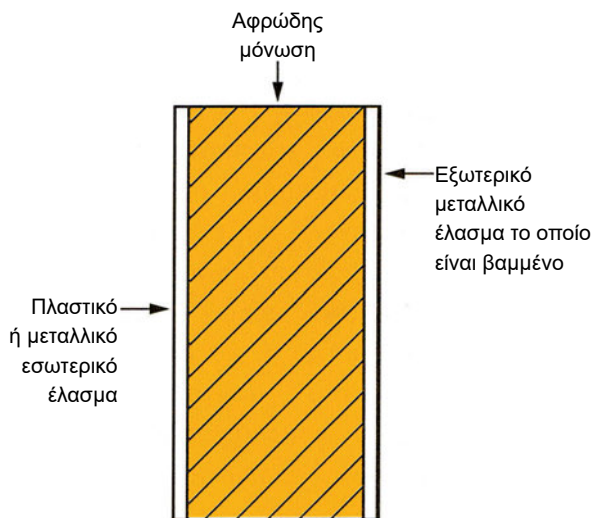 Αφρώδης
μόνωση
Εξωτερικό
μεταλλικό
έλασμα το οποίο
είναι βαμμένο
Πλαστικό
ή μεταλλικό
εσωτερικό
έλασμα